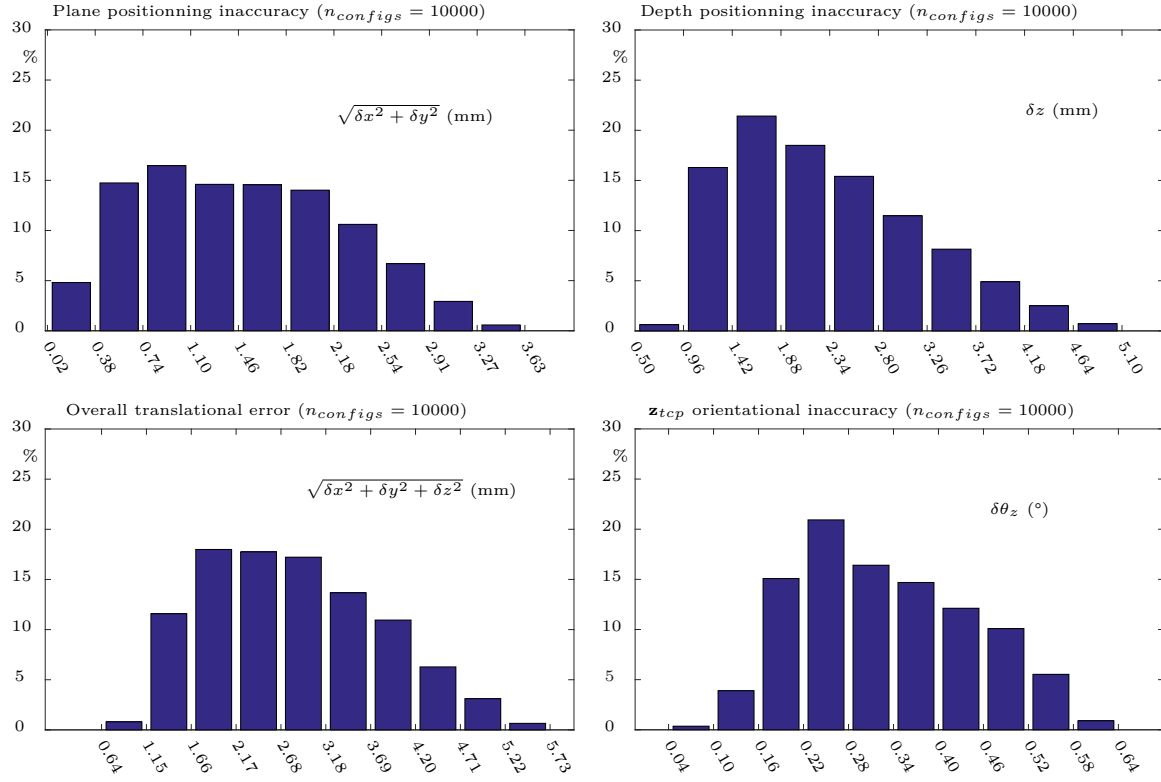 Plane positionning inaccuracy (n_configs = 10000)
30
%
25
20
15
10
5
0
√δx² + δy² (mm)
0.02 0.38 0.74 1.10 1.46 1.82 2.18 2.54 2.91 3.27 3.63
Depth positionning inaccuracy (n_configs = 10000)
30
%
25
20
15
10
5
0
δz (mm)
0.50 0.96 1.42 1.88 2.34 2.80 3.26 3.72 4.18 4.64 5.10
Overall translational error (n_configs = 10000)
30
%
25
20
15
10
5
0
√δx² + δy² + δz² (mm)
0.64 1.15 1.66 2.17 2.68 3.18 3.69 4.20 4.71 5.22 5.73
z_tcp orientational inaccuracy (n_configs = 10000)
30
%
25
20
15
10
5
0
δθ_z (°)
0.04 0.10 0.16 0.22 0.28 0.34 0.40 0.46 0.52 0.58 0.64